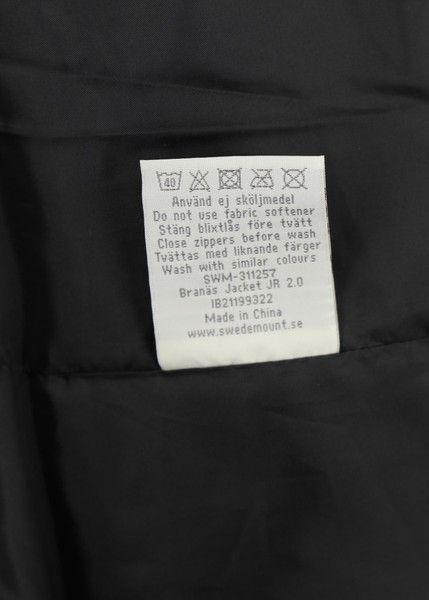 40
Använd ej sköljmedel
Do not use fabric softener
Stäng blixtlås före tvätt
Close zippers before wash
Tvättas med liknande färger
Wash with similar colours
SWM-311257
Branäs Jacket JR 2.0
IB21199322
Made in China
www.swedemount.se